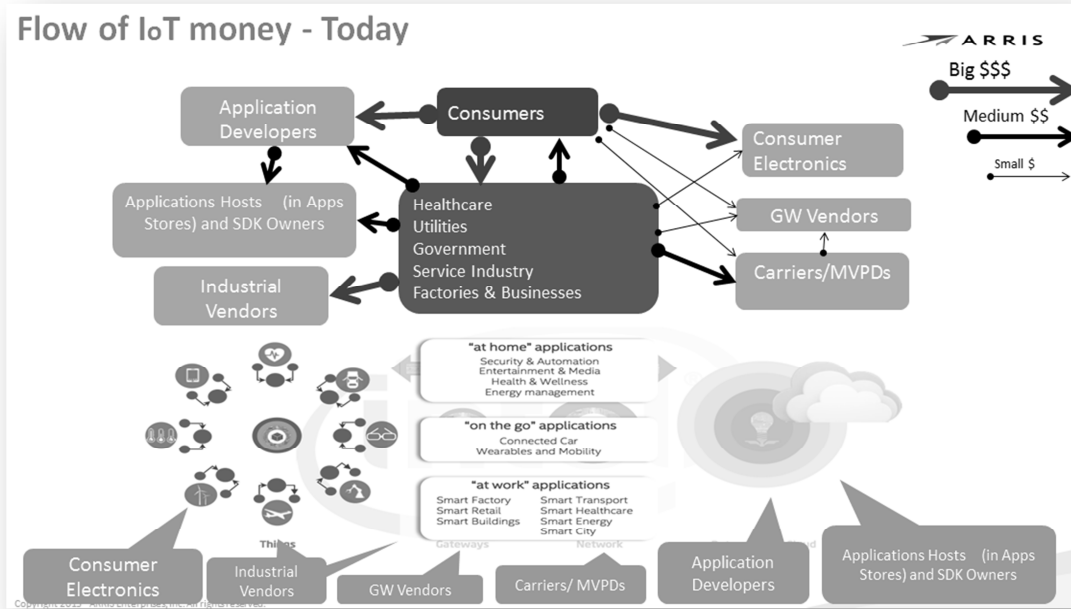 Flow of IoT money - Today
ARRIS
Big $$$
Medium $$
Small $
Application
Developers
Consumers
Consumer
Electronics
Applications Hosts (in Apps
Stores) and SDK Owners
Healthcare
Utilities
Government
Service Industry
Factories & Businesses
GW Vendors
Carriers/MVPDs
Industrial
Vendors
"at home" applications
Security & Automation
Entertainment & Media
Health & Wellness
Energy management
"on the go" applications
Connected Car
Wearables and Mobility
"at work" applications
Smart Factory
Smart Retail
Smart Buildings
Smart Transport
Smart Healthcare
Smart Energy
Smart City
Things
Gateways
Network
Consumer
Electronics
Industrial
Vendors
GW Vendors
Carriers/ MVPDs
Application
Developers
Applications Hosts (in Apps
Stores) and SDK Owners